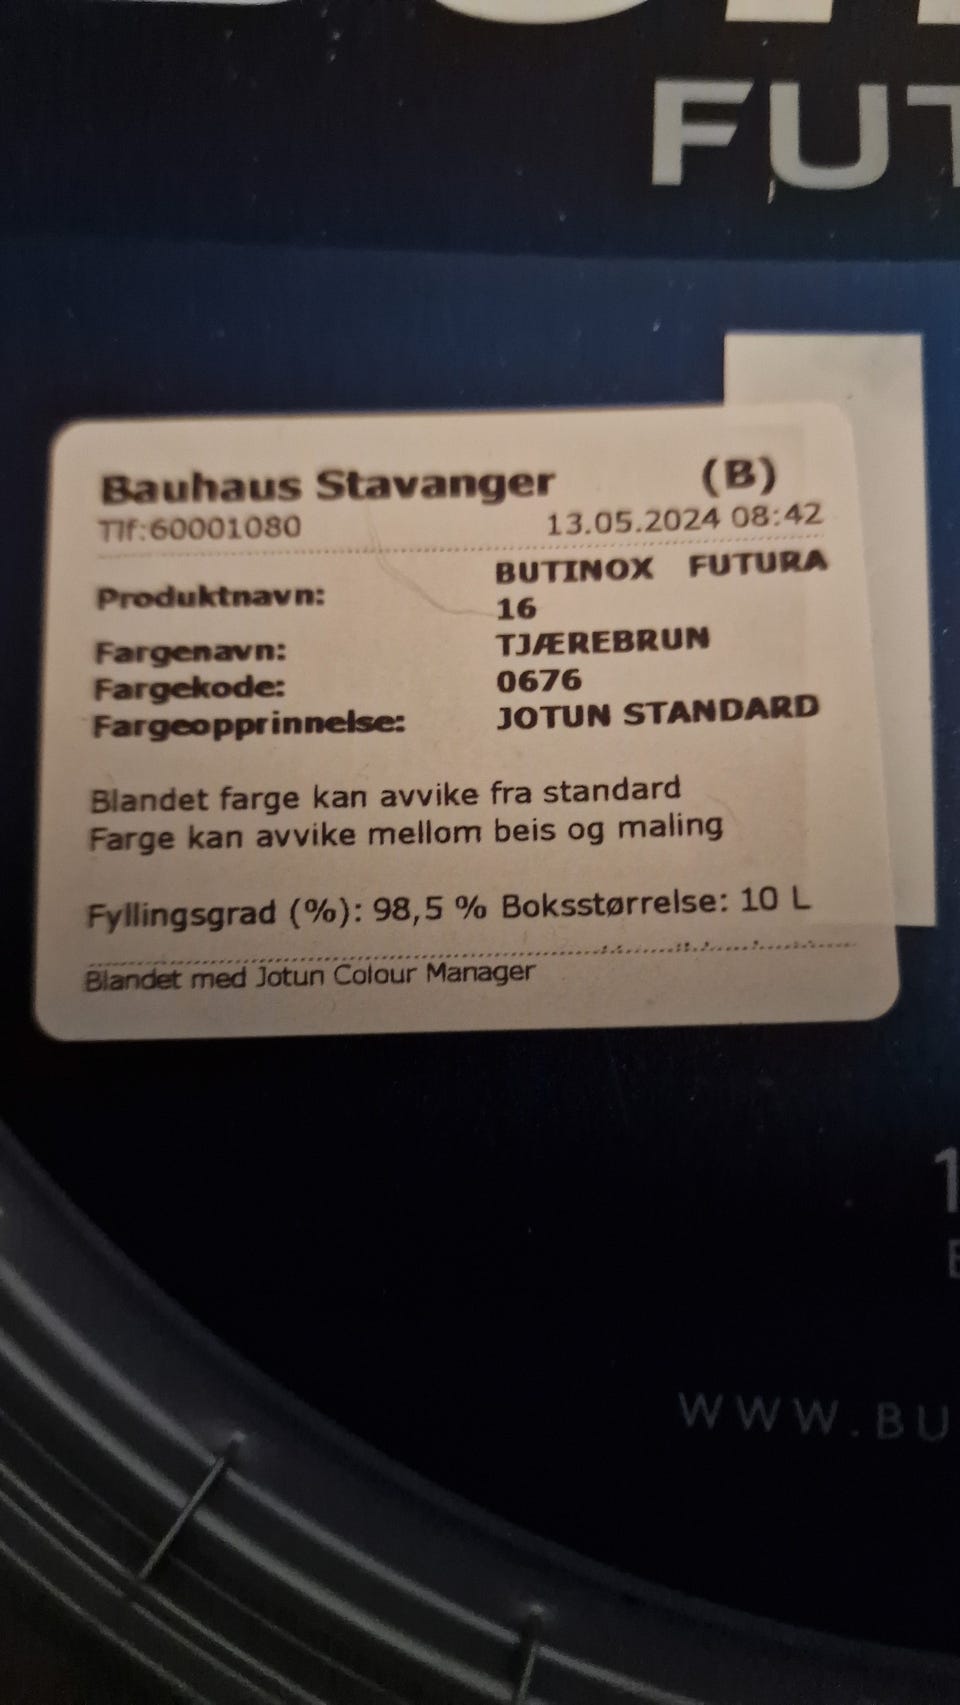 FUT
Bauhaus Stavanger (B)
Tlf:60001080 13.05.2024 08:42
Produktnavn: BUTINOX FUTURA
16
Fargenavn: TJÆREBRUN
Fargekode: 0676
Fargeopprinnelse: JOTUN STANDARD
Blandet farge kan avvike fra standard
Farge kan avvike mellom beis og maling
Fyllingsgrad (%): 98,5 % Boksstørrelse: 10 L
Blandet med Jotun Colour Manager
1
E
WWW.BU